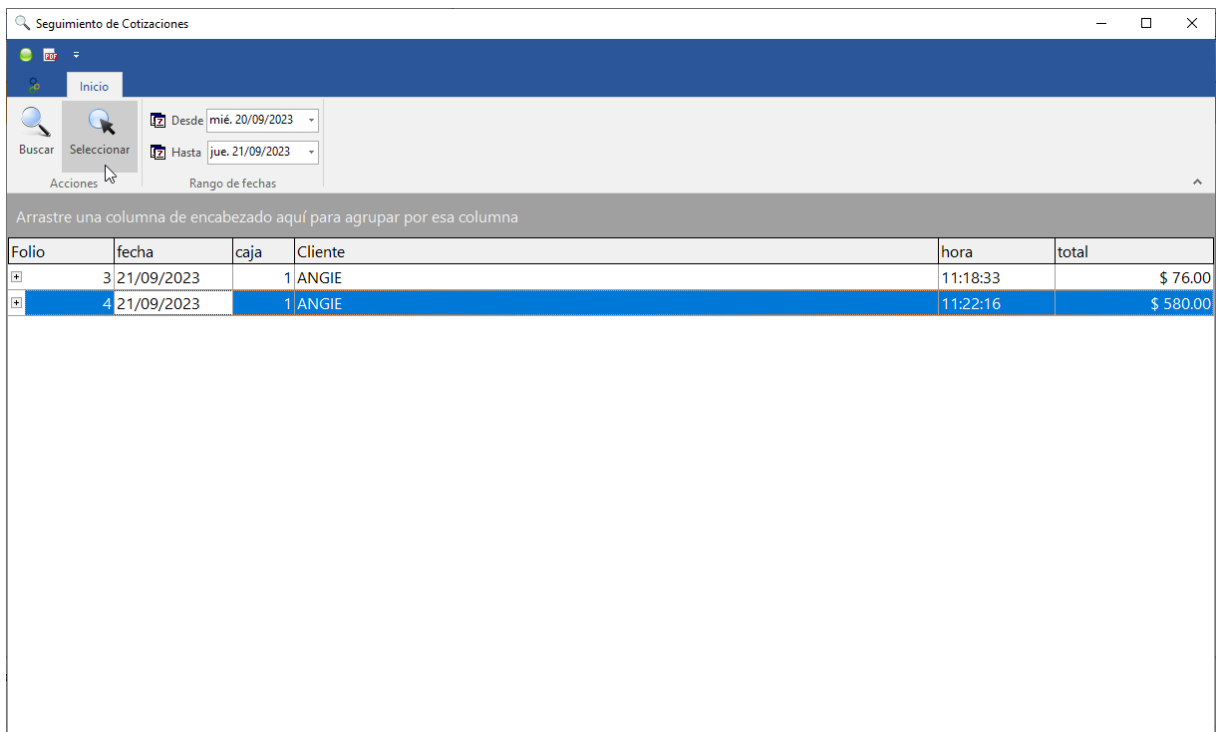 Seguimiento de Cotizaciones
PDF
Inicio
Buscar
Seleccionar
Desde mié. 20/09/2023
Hasta jue. 21/09/2023
Acciones
Rango de fechas
Arrastre una columna de encabezado aquí para agrupar por esa columna
Folio fecha caja Cliente hora total
3 21/09/2023 1 ANGIE 11:18:33 $ 76.00
4 21/09/2023 1 ANGIE 11:22:16 $ 580.00